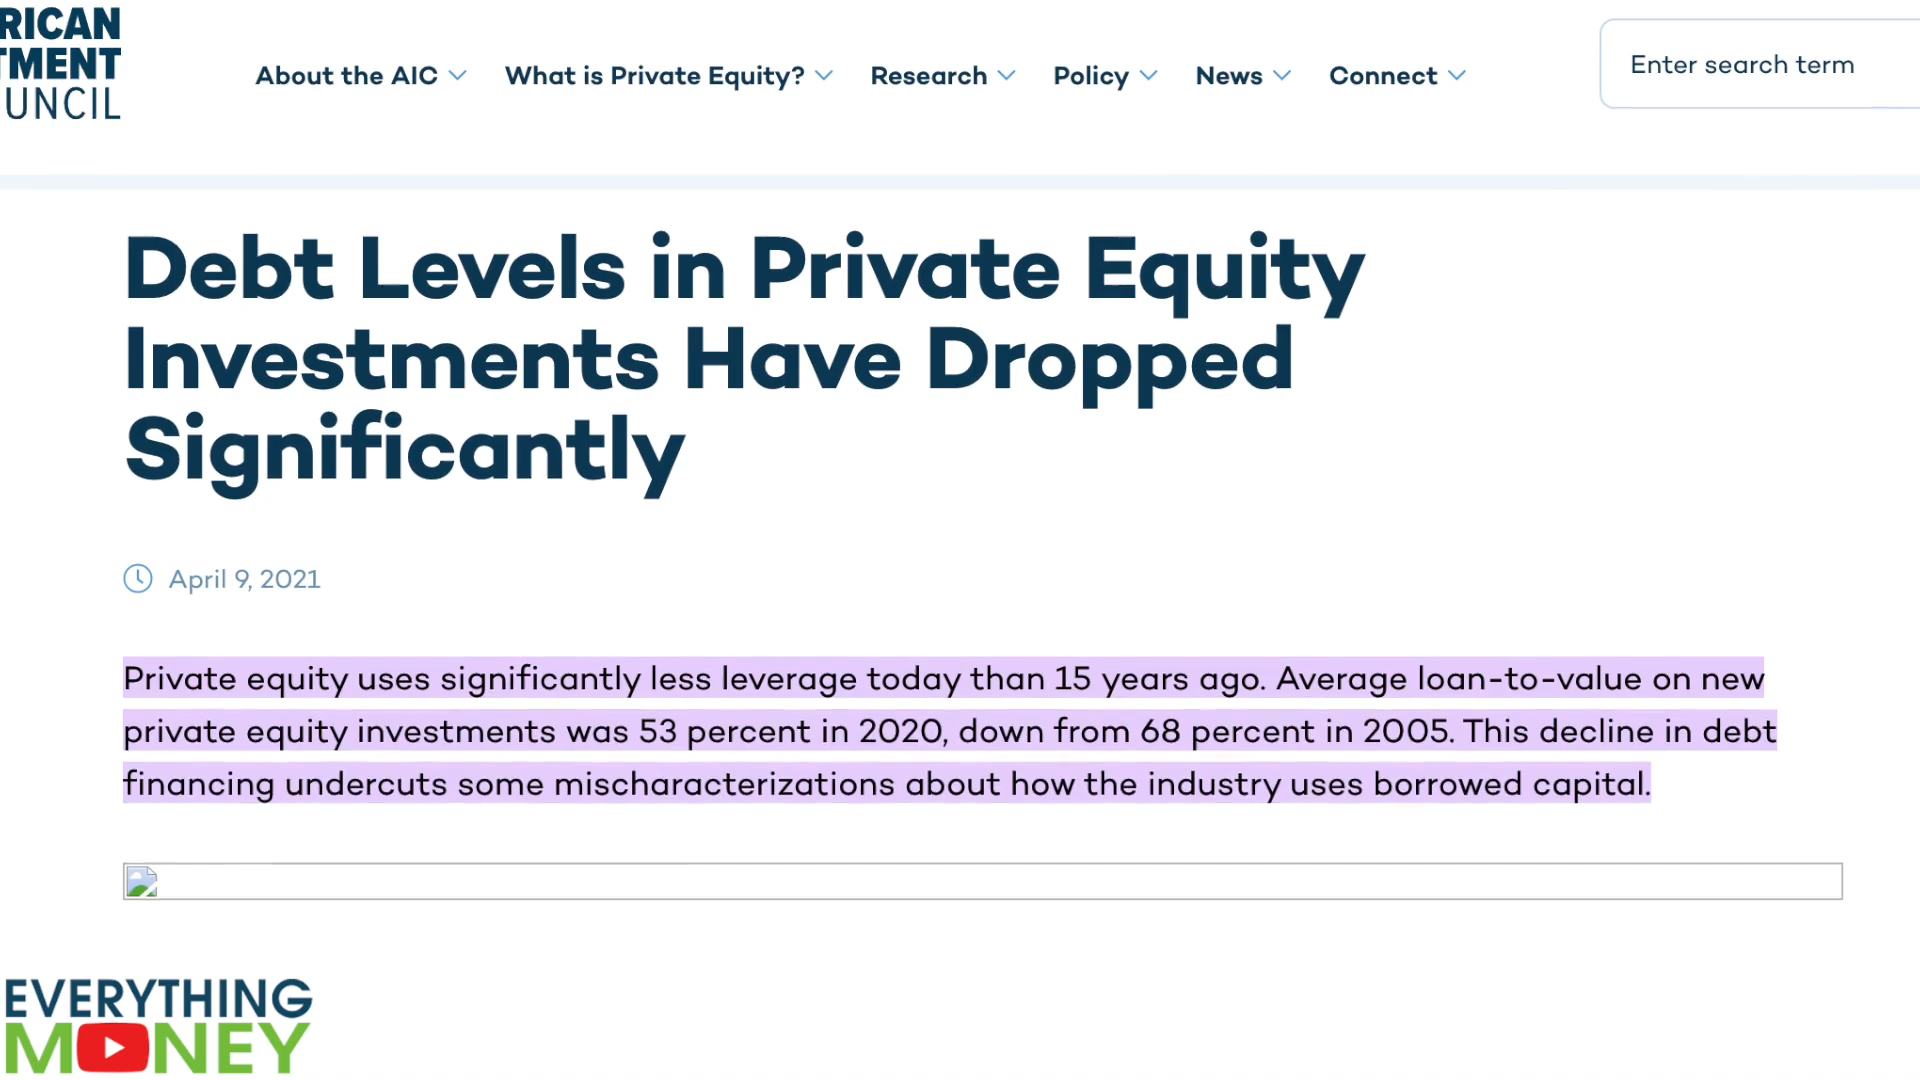 RICAN
TMENT
UNCIL
About the AIC
What is Private Equity?
Research
Policy
News
Connect
Enter search term
Debt Levels in Private Equity
Investments Have Dropped
Significantly
April 9, 2021
Private equity uses significantly less leverage today than 15 years ago. Average loan-to-value on new
private equity investments was 53 percent in 2020, down from 68 percent in 2005. This decline in debt
financing undercuts some mischaracterizations about how the industry uses borrowed capital.
EVERYTHING
MONEY